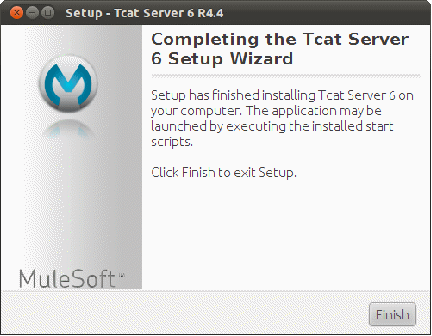 Setup - Tcat Server 6 R4.4
Completing the Tcat Server
6 Setup Wizard
Setup has finished installing Tcat Server 6 on
your computer. The application may be
launched by executing the installed start
scripts.
Click Finish to exit Setup.
MuleSoft™
Finish